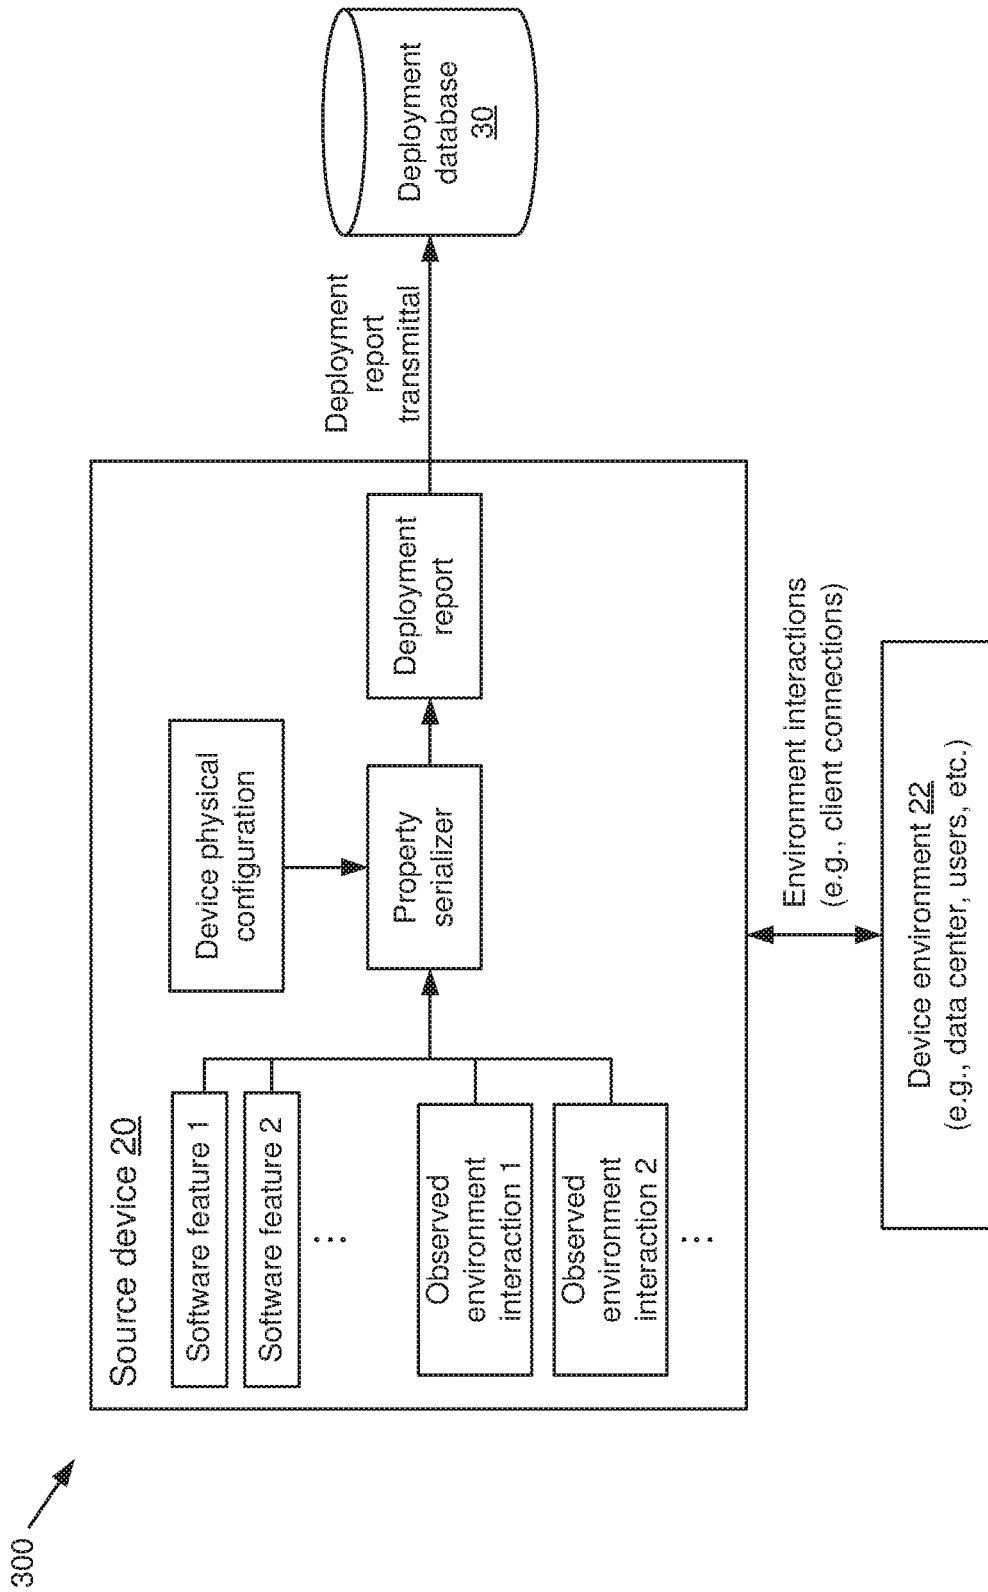 300
Source device 20
Software feature 1
Software feature 2
...
Observed
environment
interaction 1
Observed
environment
interaction 2
...
Device physical
configuration
Property
serializer
Deployment
report
Deployment
report
transmittal
Deployment
database
30
Environment interactions
(e.g., client connections)
Device environment 22
(e.g., data center, users, etc.)